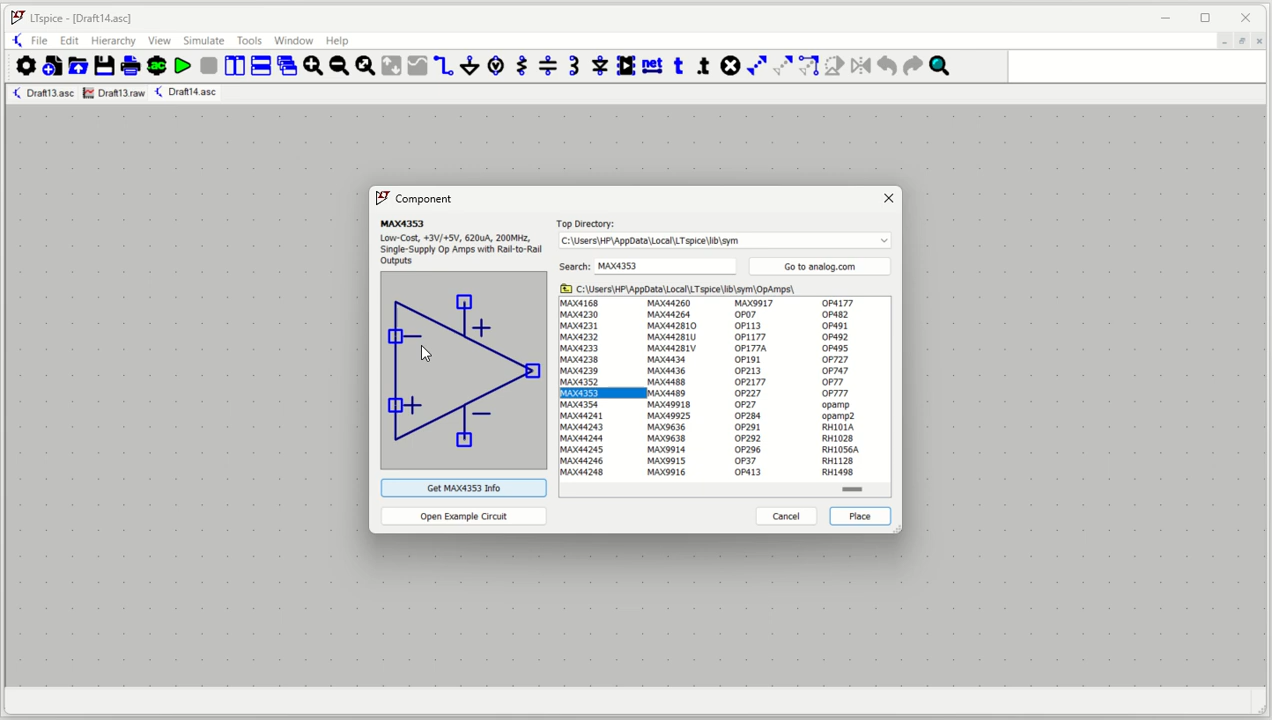 LTspice - [Draft14.asc]
File Edit Hierarchy View Simulate Tools Window Help
.ac net t .t
Draft13.asc Draft13.raw Draft14.asc
Component
MAX4353
Low-Cost, +3V/+5V, 620uA, 200MHz,
Single-Supply Op Amps with Rail-to-Rail
Outputs
Get MAX4353 Info
Open Example Circuit
Top Directory:
C:\Users\HP\AppData\Local\LTspice\lib\sym
Search: MAX4353 Go to analog.com
C:\Users\HP\AppData\Local\LTspice\lib\sym\OpAmps\
MAX4168 MAX44260 MAX9917 OP4177
MAX4230 MAX44264 OP07 OP482
MAX4231 MAX44281O OP113 OP491
MAX4232 MAX44281U OP1177 OP492
MAX4233 MAX44281V OP177A OP495
MAX4238 MAX4434 OP191 OP727
MAX4239 MAX4436 OP213 OP747
MAX4352 MAX4488 OP2177 OP77
MAX4353 MAX4489 OP227 OP777
MAX4354 MAX49918 OP27 opamp
MAX44241 MAX49925 OP284 opamp2
MAX44243 MAX9636 OP291 RH101A
MAX44244 MAX9638 OP292 RH1028
MAX44245 MAX9914 OP296 RH1056A
MAX44246 MAX9915 OP37 RH1128
MAX44248 MAX9916 OP413 RH1498
Cancel Place